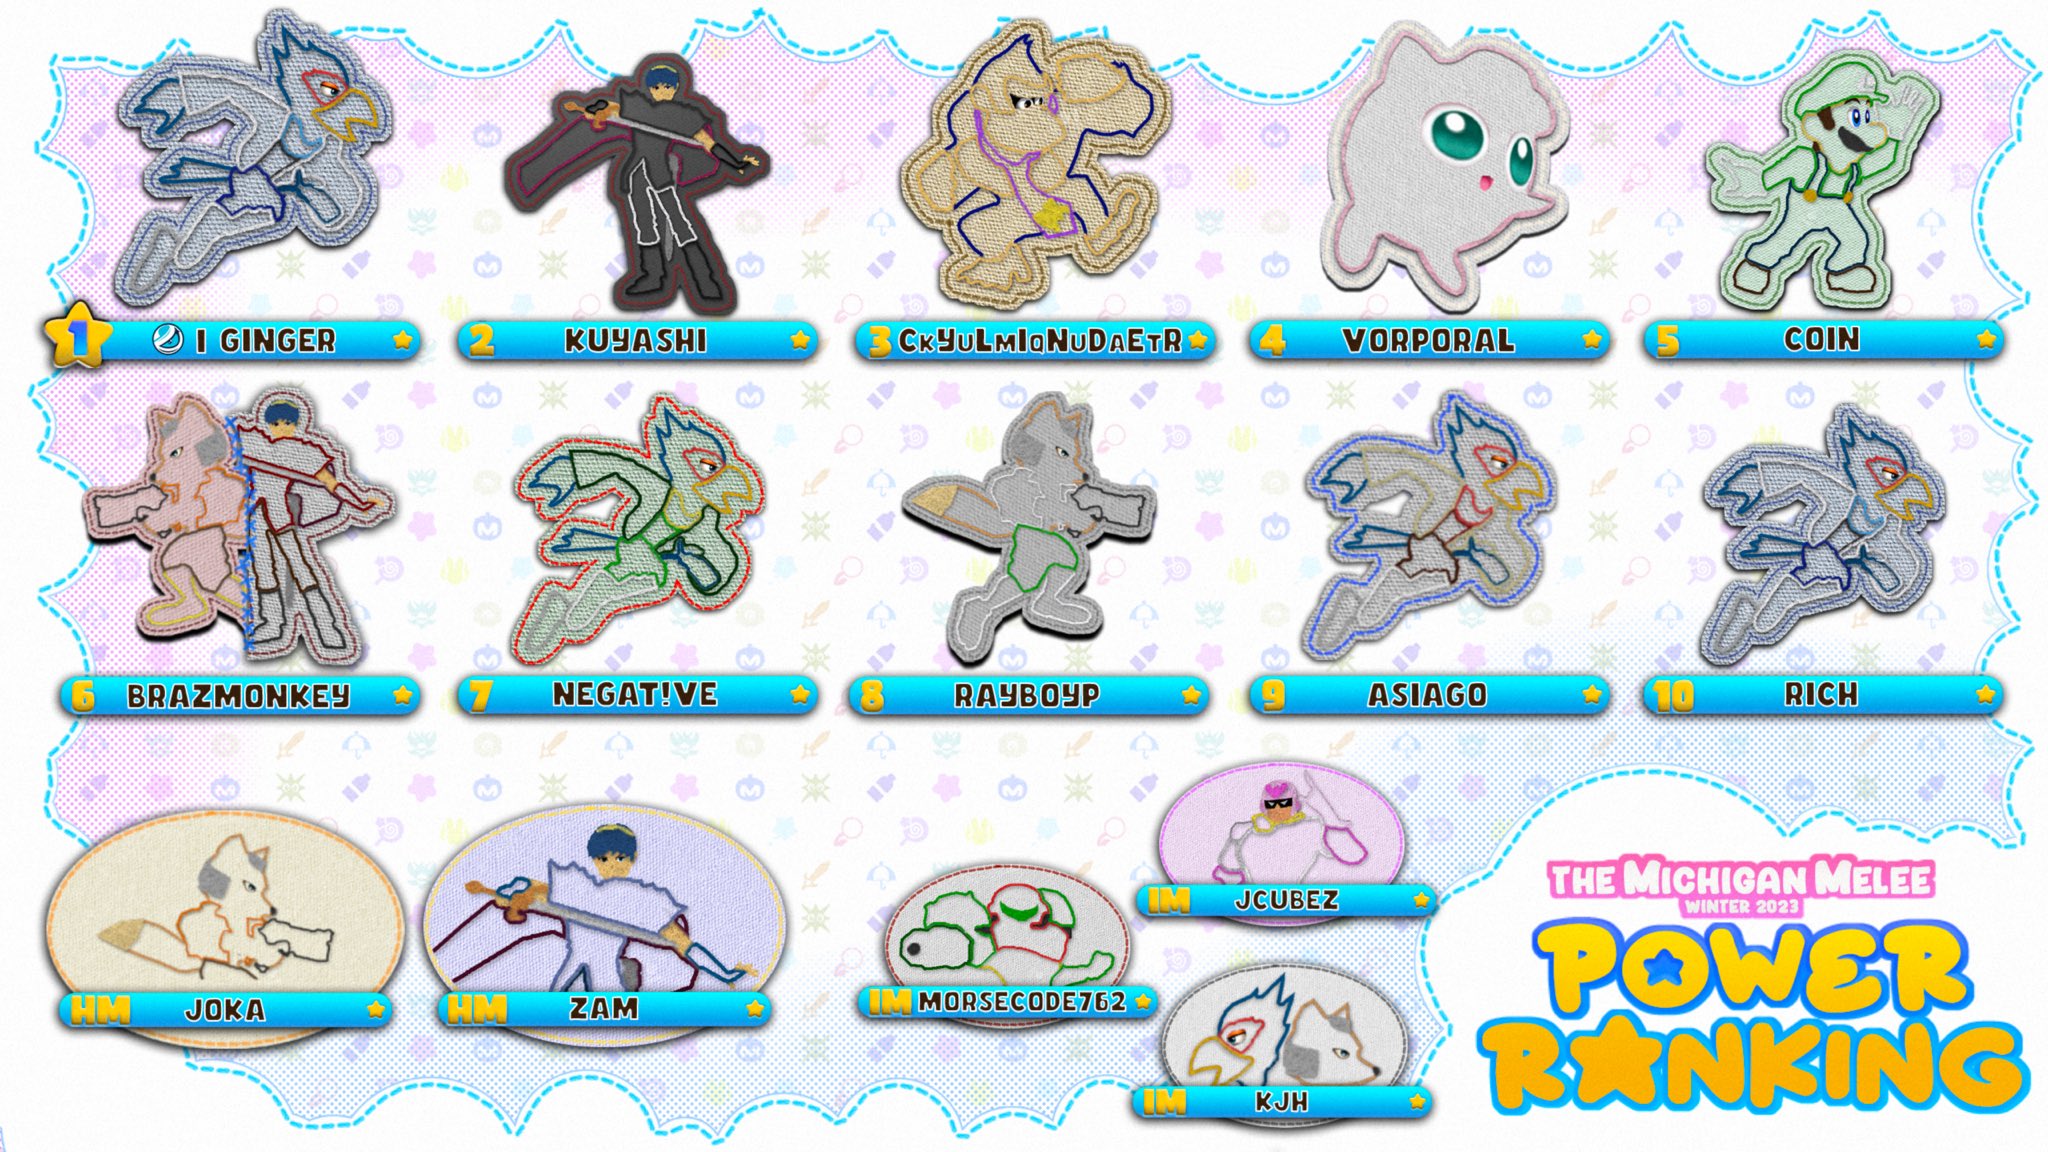 1 I GINGER
2 KUYASHI
3 CKYULMIQNUDAETR
4 VORPORAL
5 COIN
6 BRAZMONKEY
7 NEGAT!VE
8 RAYBOYP
9 ASIAGO
10 RICH
HM JOKA
HM ZAM
IM MORSECODE762
IM JCUBEZ
IM KJH
THE MICHIGAN MELEE
WINTER 2023
POWER
RANKING